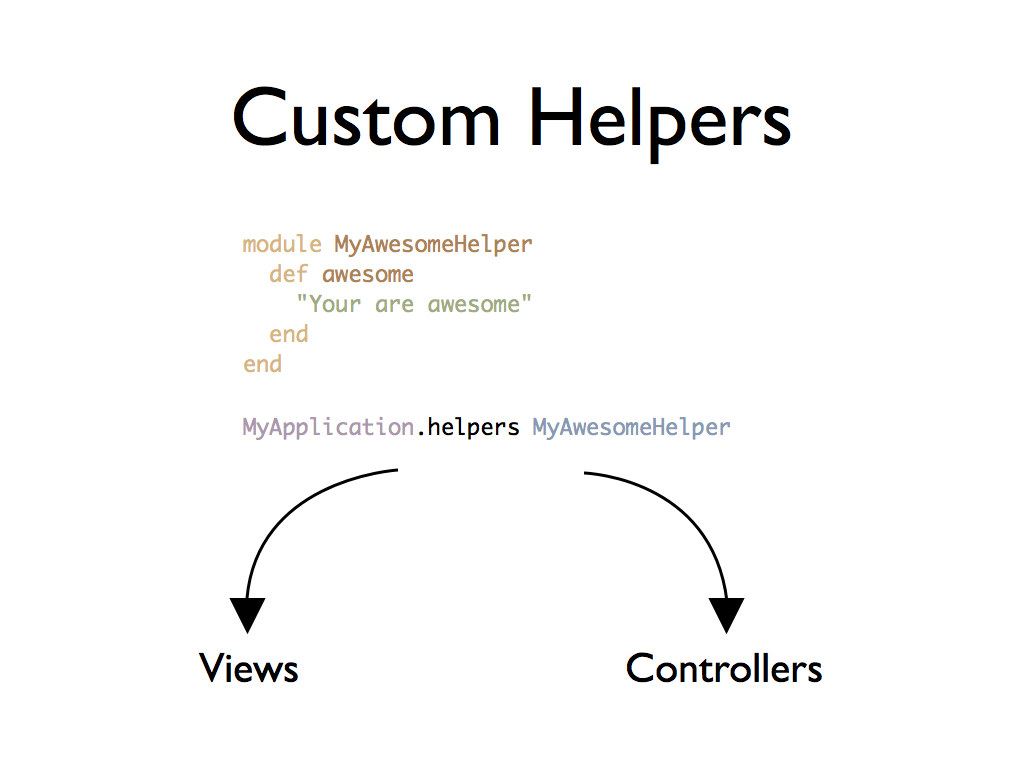 Custom Helpers
module MyAwesomeHelper
  def awesome
    "Your are awesome"
  end
end
MyApplication.helpers MyAwesomeHelper
Views
Controllers